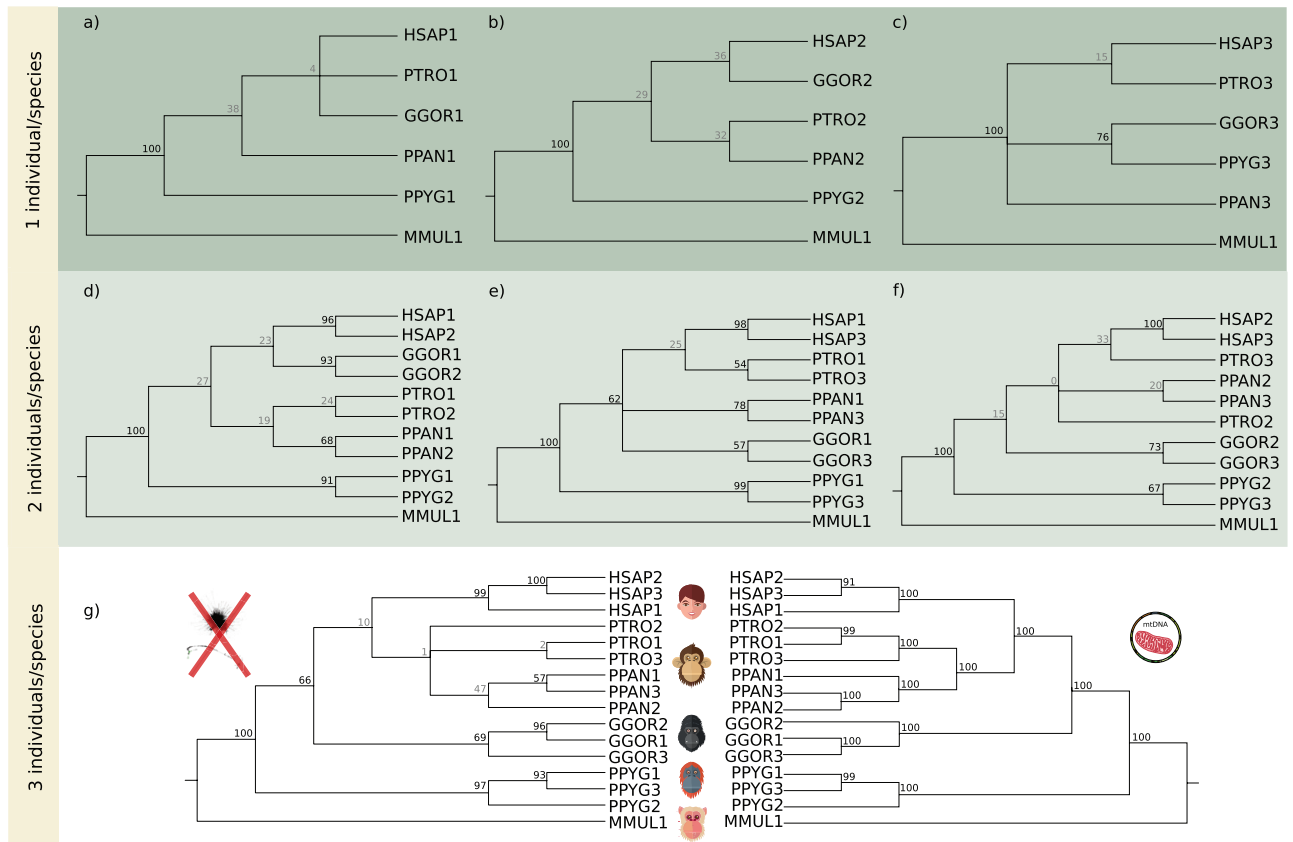 1 individual/species
a)
HSAP1
4
PTRO1
38
GGOR1
100
PPAN1
PPYG1
MMUL1
b)
HSAP2
36
GGOR2
29
PTRO2
32
100
PPAN2
PPYG2
MMUL1
c)
HSAP3
15
PTRO3
GGOR3
100
76
PPYG3
PPAN3
MMUL1
2 individuals/species
d)
HSAP1
96
HSAP2
23
GGOR1
93
GGOR2
27
PTRO1
24
PTRO2
19
PPAN1
100
68
PPAN2
PPYG1
91
PPYG2
MMUL1
e)
HSAP1
98
HSAP3
25
PTRO1
54
PTRO3
62
PPAN1
78
PPAN3
GGOR1
100
57
GGOR3
PPYG1
99
PPYG3
MMUL1
f)
HSAP2
100
HSAP3
33
PTRO3
0
PPAN2
20
PPAN3
15
PTRO2
GGOR2
73
100
GGOR3
PPYG2
67
PPYG3
MMUL1
3 individuals/species
g)
HSAP2
100
HSAP3
99
HSAP1
10
PTRO2
PTRO1
2
1
PTRO3
PPAN1
57
66
PPAN3
47
PPAN2
GGOR2
96
100
GGOR1
69
GGOR3
PPYG1
93
PPYG3
97
PPYG2
MMUL1
HSAP2
91
HSAP3
100
HSAP1
PTRO2
99
100
PTRO1
100
PTRO3
100
PPAN1
100
PPAN3
100
100
PPAN2
GGOR2
100
GGOR1
100
100
GGOR3
PPYG1
99
PPYG3
100
PPYG2
MMUL1
mtDNA